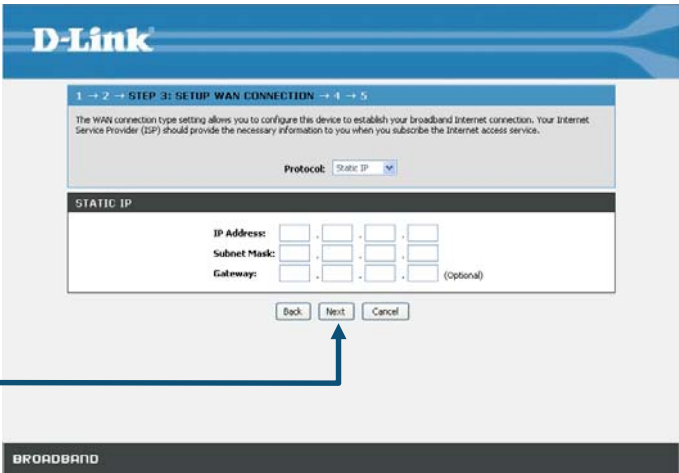 D-Link
1 → 2 → STEP 3: SETUP WAN CONNECTION → 4 → 5
The WAN connection type setting allows you to configure this device to establish your broadband Internet connection. Your Internet
Service Provider (ISP) should provide the necessary information to you when you subscribe the Internet access service.
Protocol: Static IP
STATIC IP
IP Address: . . .
Subnet Mask: . . .
Gateway: . . . (Optional)
Back Next Cancel
BROADBAND